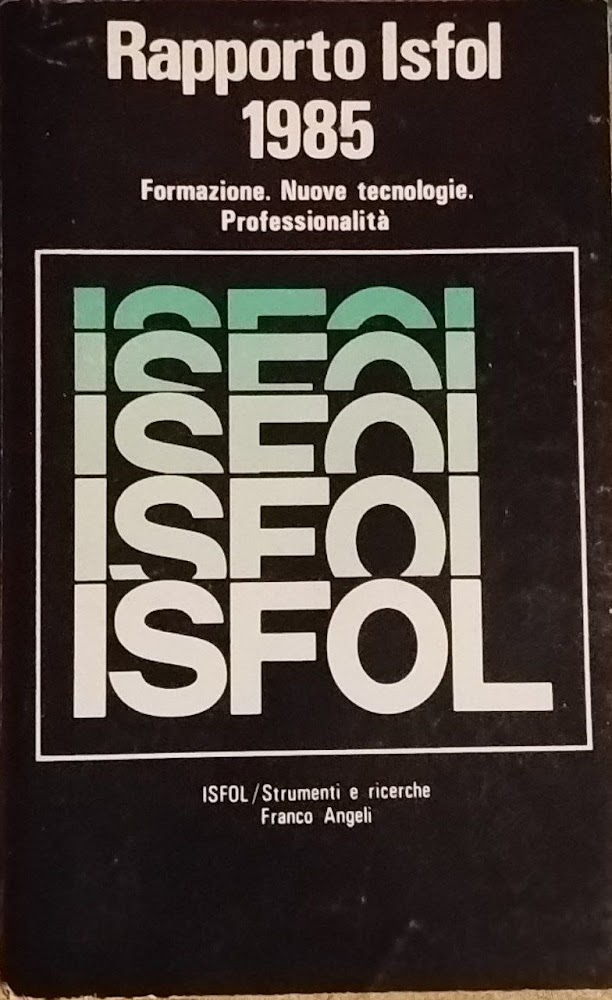 Rapporto Isfol
1985
Formazione. Nuove tecnologie.
Professionalità
ISFOL
ISFOL
ISFOL
ISFOL
ISFOL
ISFOL/Strumenti e ricerche
Franco Angeli